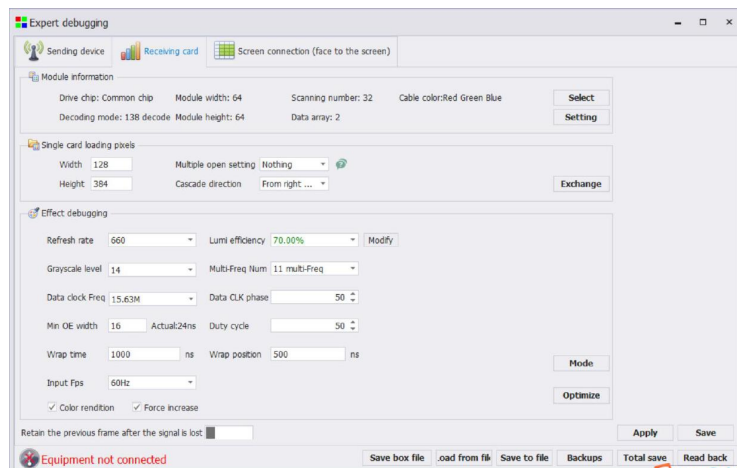 Expert debugging
Sending device Receiving card Screen connection (face to the screen)
Module information
Drive chip: Common chip Module width: 64 Scanning number: 32 Cable color:Red Green Blue Select
Decoding mode: 138 decode Module height: 64 Data array: 2 Setting
Single card loading pixels
Width 128 Multiple open setting Nothing
Height 384 Cascade direction From right ... Exchange
Effect debugging
Refresh rate 660 Lumi efficiency 70.00% Modify
Grayscale level 14 Multi-Freq Num 11 multi-Freq
Data clock Freq 15.63M Data CLK phase 50
Min OE width 16 Actual:24ns Duty cycle 50
Wrap time 1000 ns Wrap position 500 ns
Mode
Input Fps 60Hz
Optimize
Color rendition Force increase
Retain the previous frame after the signal is lost Apply Save
Equipment not connected Save box file .oad from fil Save to file Backups Total save Read back